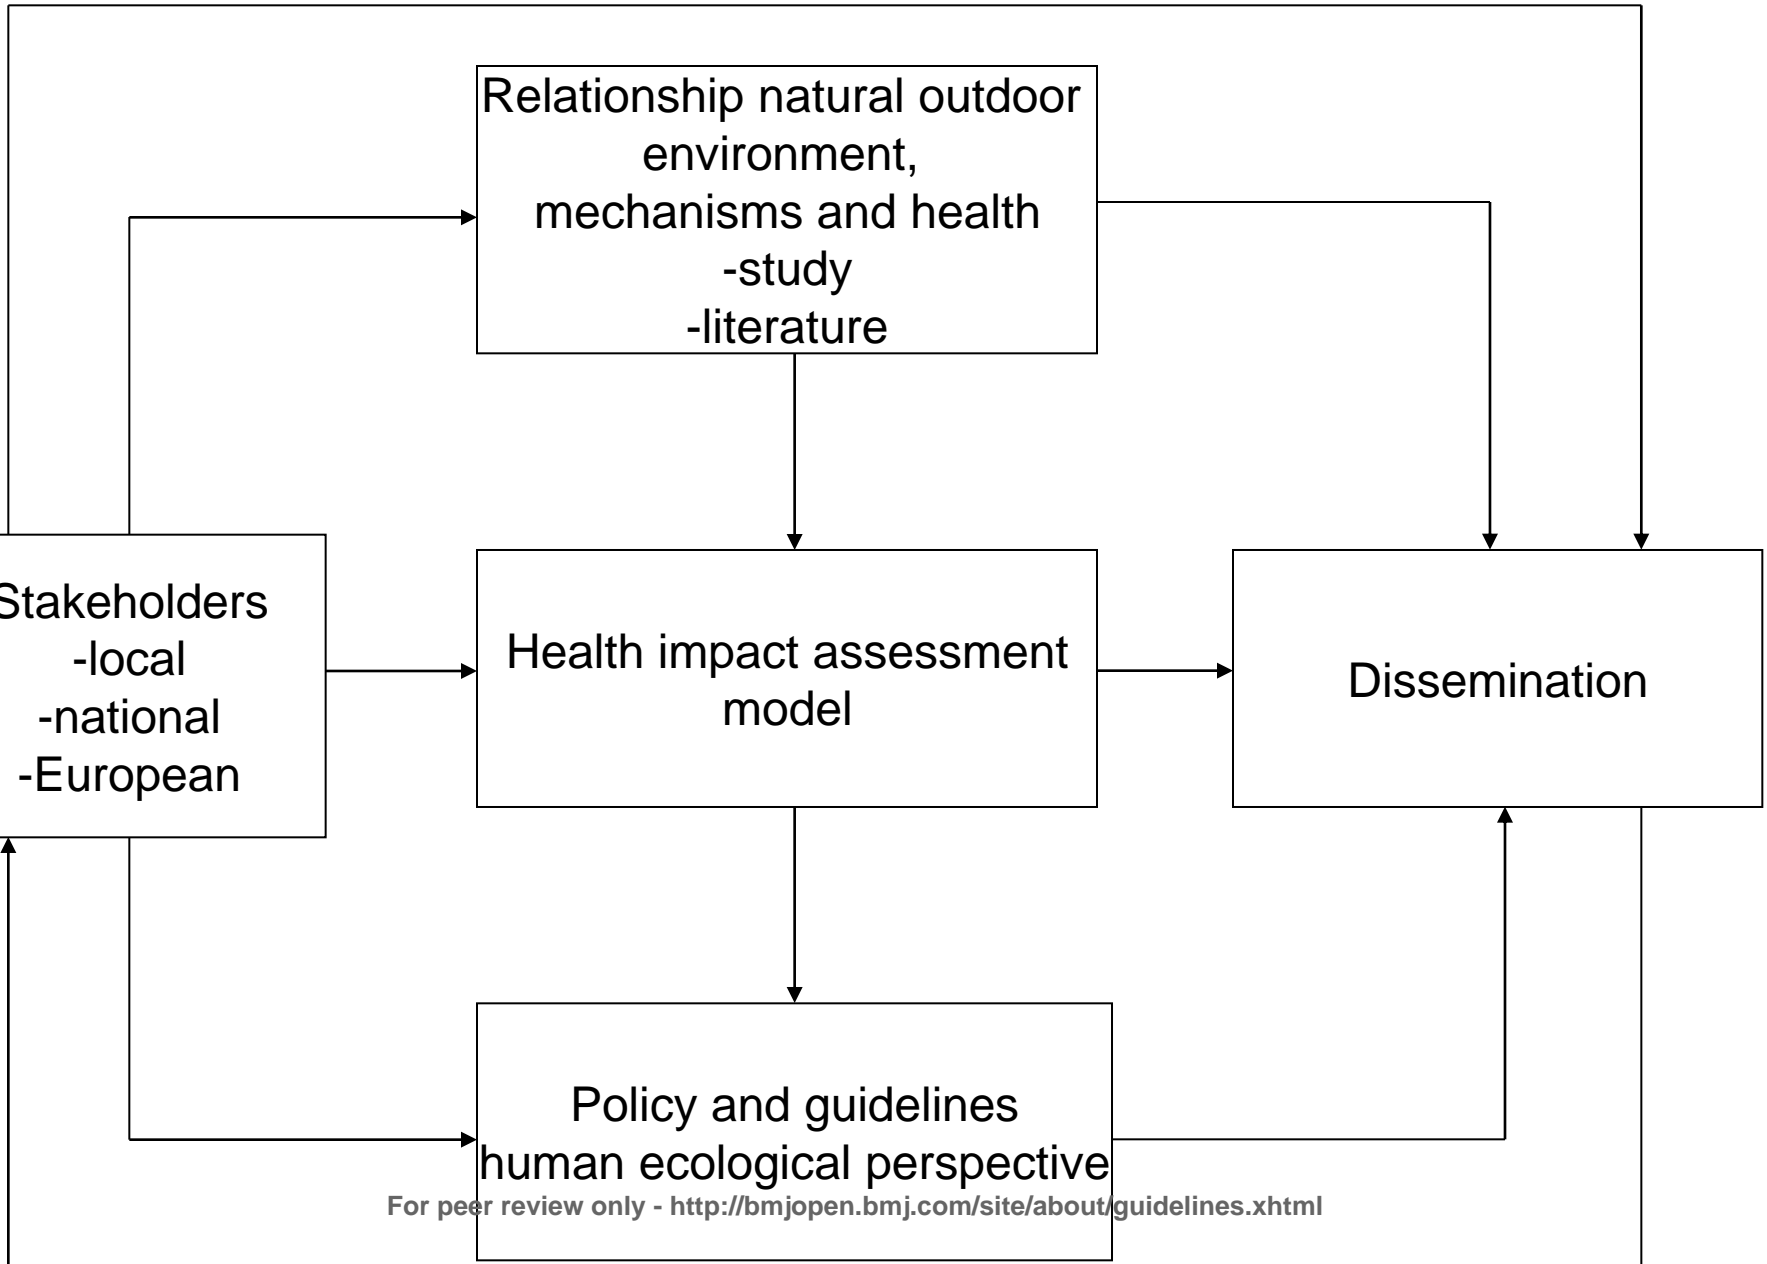 Relationship natural outdoor
environment,
mechanisms and health
-study
-literature
Stakeholders
-local
-national
-European
Health impact assessment
model
Dissemination
Policy and guidelines
human ecological perspective
For peer review only - http://bmjopen.bmj.com/site/about/guidelines.xhtml